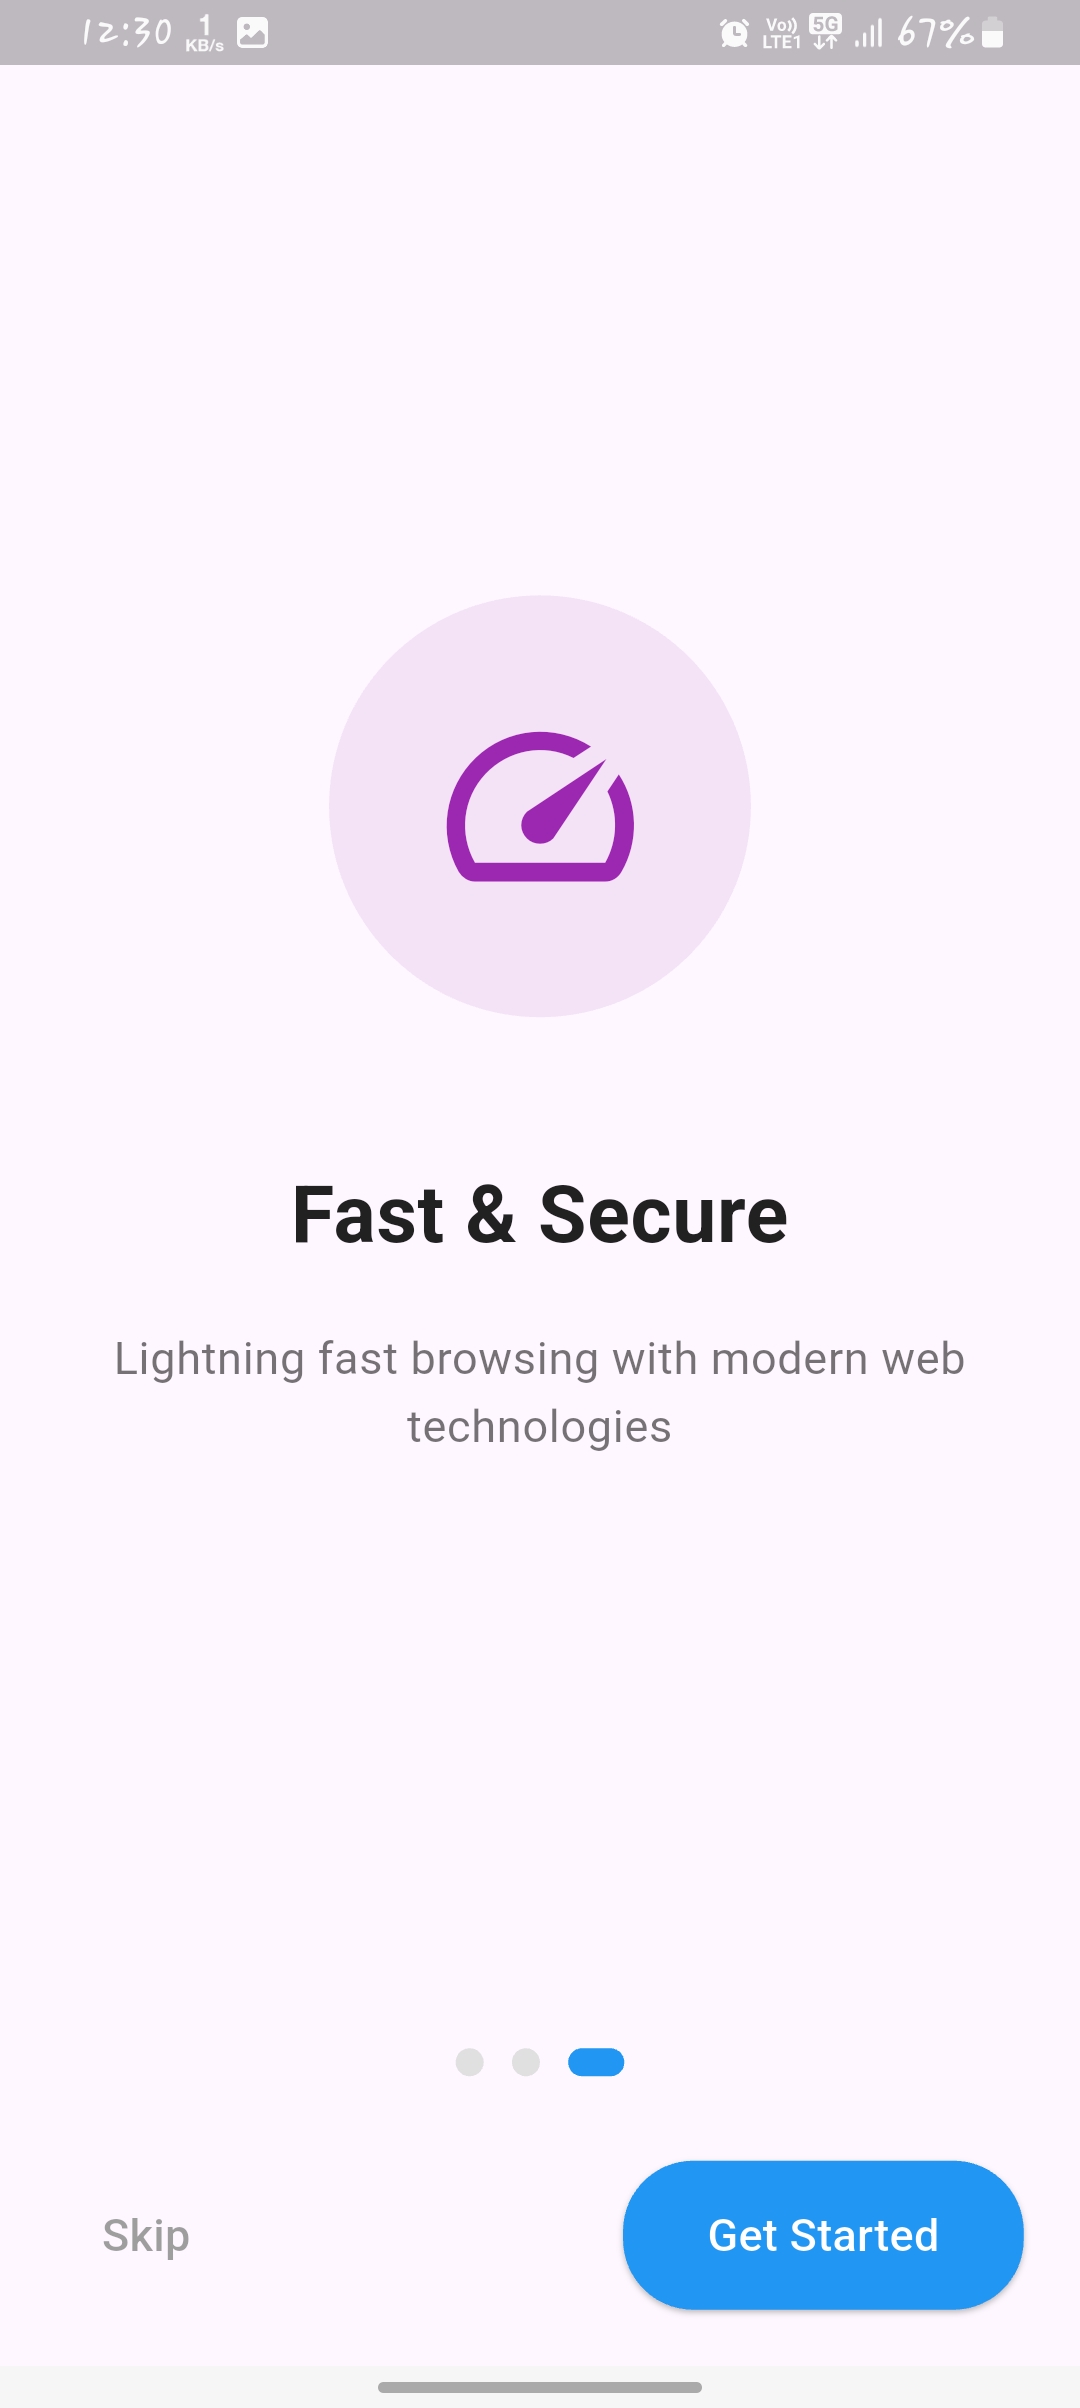 12:30 1 KB/s Vo)) LTE1 5G 67%
Fast & Secure
Lightning fast browsing with modern web
technologies
Skip Get Started